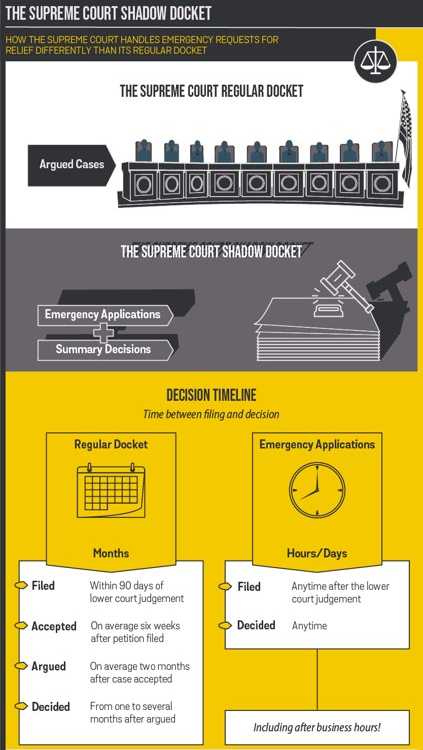 THE SUPREME COURT SHADOW DOCKET
HOW THE SUPREME COURT HANDLES EMERGENCY REQUESTS FOR
RELIEF DIFFERENTLY THAN ITS REGULAR DOCKET
THE SUPREME COURT REGULAR DOCKET
Argued Cases
THE SUPREME COURT SHADOW DOCKET
Emergency Applications
Summary Decisions
DECISION TIMELINE
Time between filing and decision
Regular Docket
Months
Filed
Within 90 days of
lower court judgement
Accepted
On average six weeks
after petition filed
Argued
On average two months
after case accepted
Decided
From one to several
months after argued
Emergency Applications
Hours/Days
Filed
Anytime after the lower
court judgement
Decided
Anytime
Including after business hours!